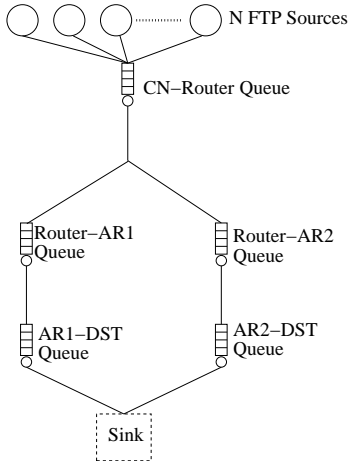 N FTP Sources
CN−Router Queue
Router−AR1
Queue
Router−AR2
Queue
AR1−DST
Queue
AR2−DST
Queue
Sink